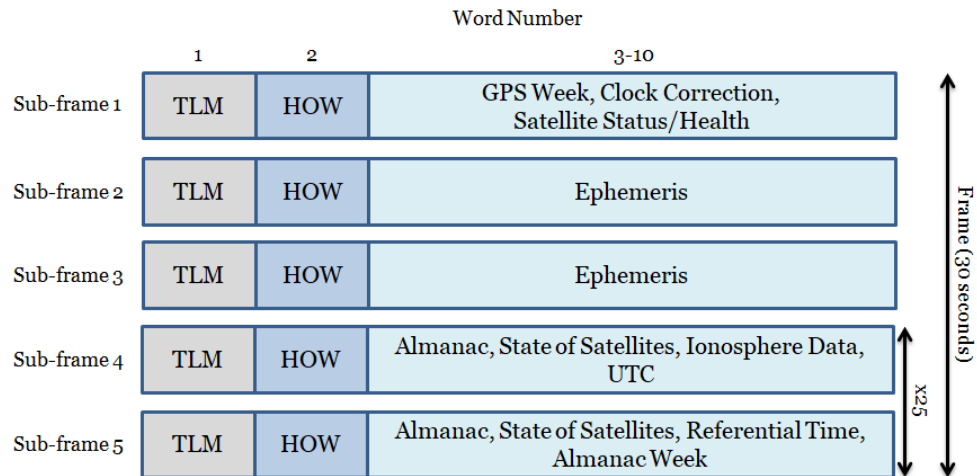 Word Number
1 2 3-10
Sub-frame 1 TLM HOW GPS Week, Clock Correction,
Satellite Status/Health
Sub-frame 2 TLM HOW Ephemeris
Sub-frame 3 TLM HOW Ephemeris
Sub-frame 4 TLM HOW Almanac, State of Satellites, Ionosphere Data,
UTC
Sub-frame 5 TLM HOW Almanac, State of Satellites, Referential Time,
Almanac Week
x25
Frame (30 seconds)